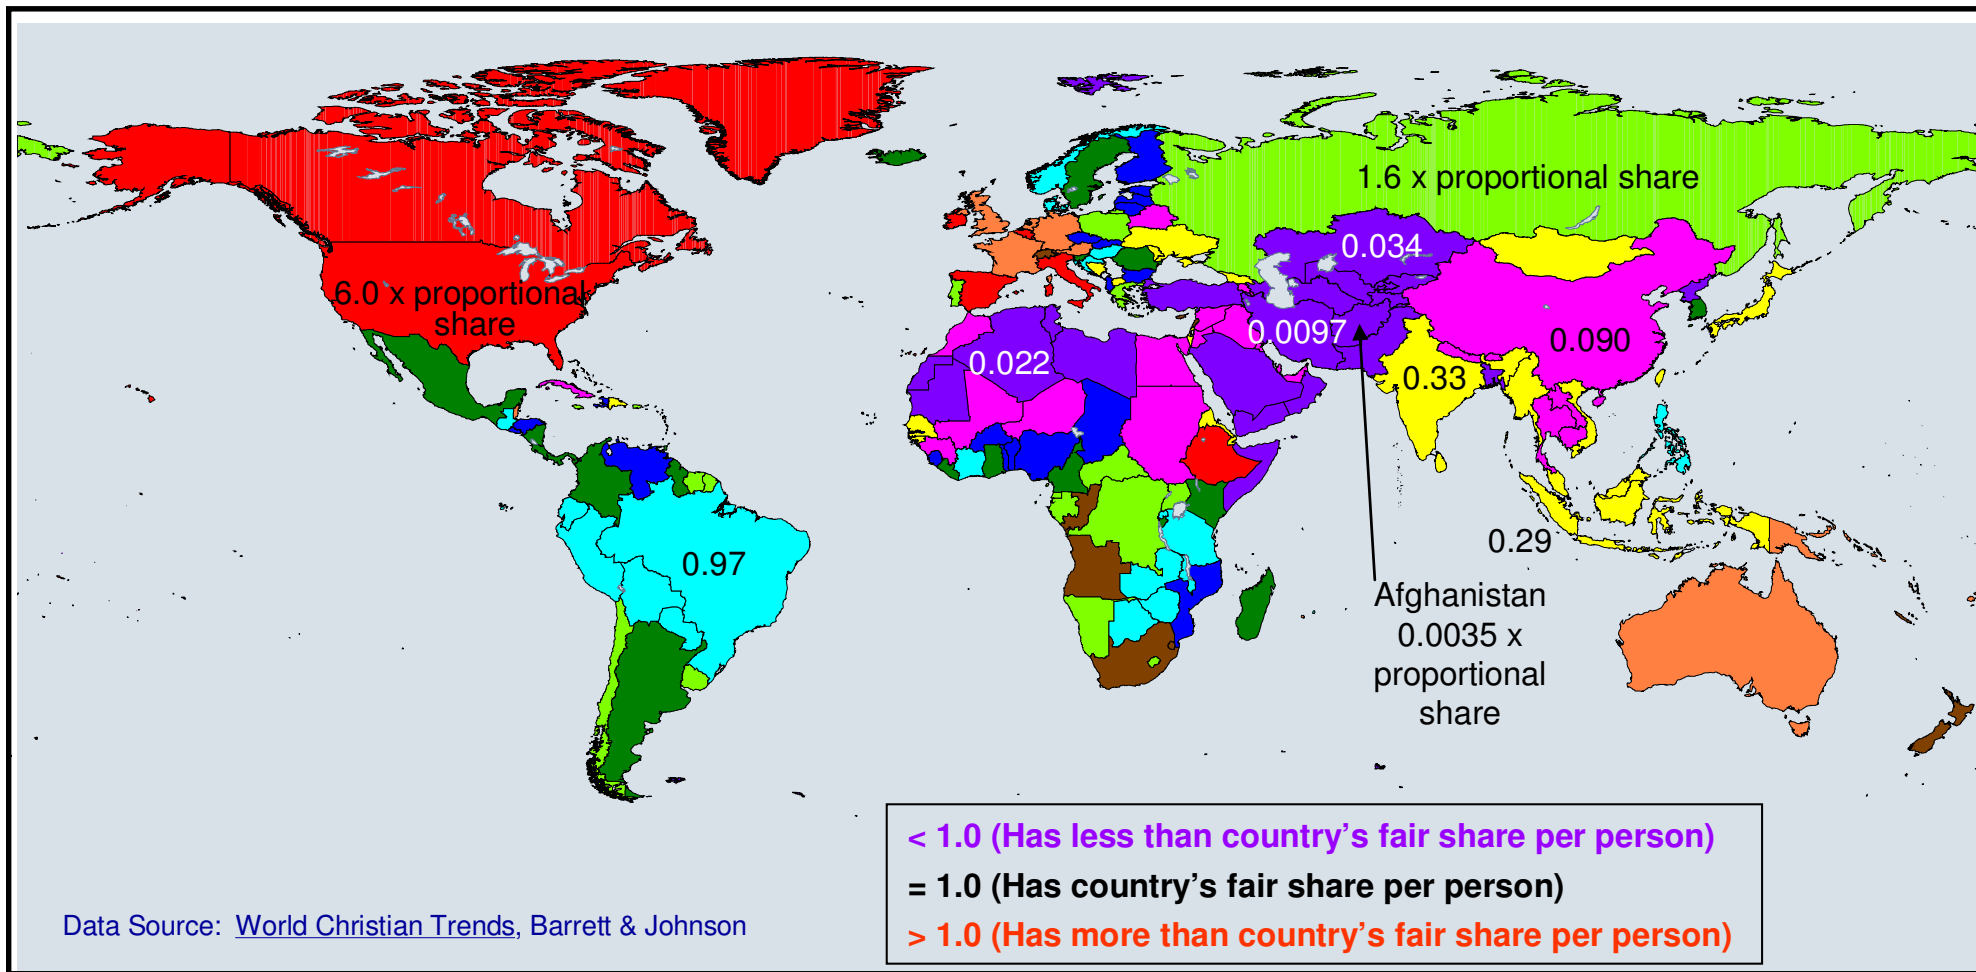 1.6 x proportional share
0.034
6.0 x proportional
share
0.0097
0.022
0.090
0.33
0.29
0.97
Afghanistan
0.0035 x
proportional
share
< 1.0 (Has less than country’s fair share per person)
= 1.0 (Has country’s fair share per person)
> 1.0 (Has more than country’s fair share per person)
Data Source: World Christian Trends, Barrett & Johnson